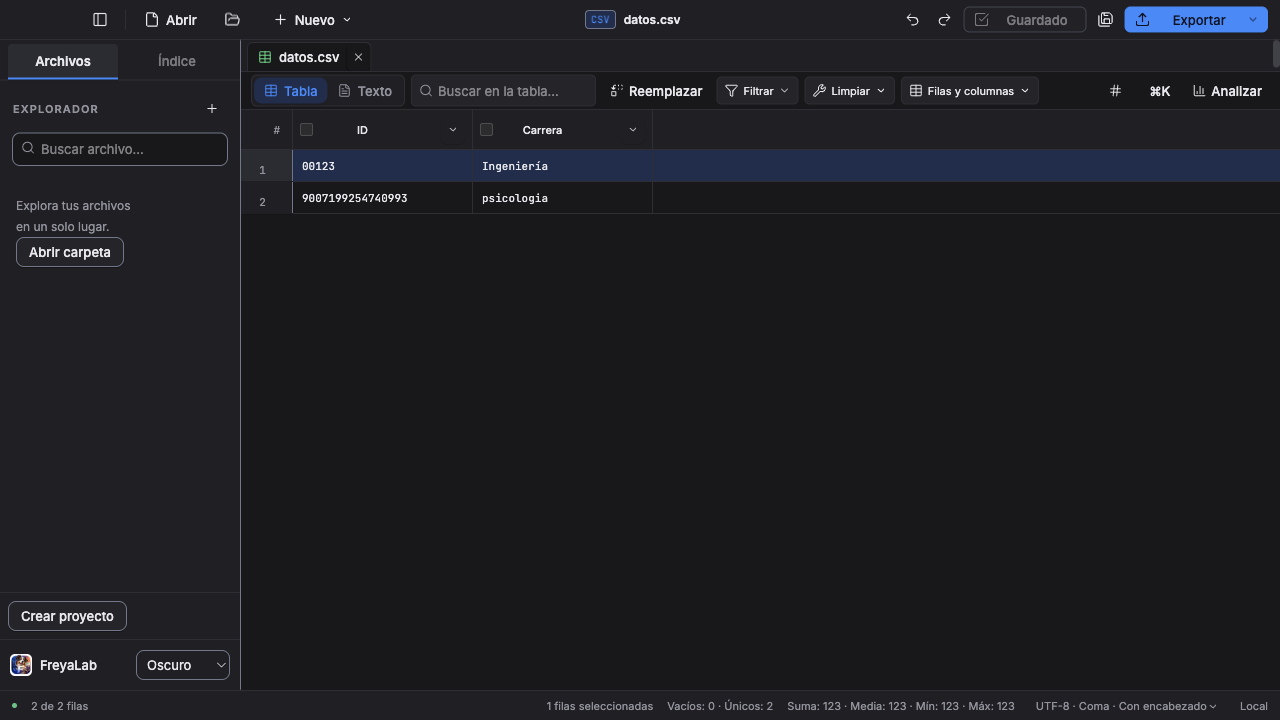 Abrir
Nuevo
CSV datos.csv
Guardado
Exportar
Archivos
Índice
datos.csv
EXPLORADOR
Tabla
Texto
Buscar en la tabla...
Reemplazar
Filtrar
Limpiar
Filas y columnas
#
⌘K
Analizar
Buscar archivo...
# ID Carrera
1 00123 Ingeniería
2 9007199254740993 psicologia
Explora tus archivos
en un solo lugar.
Abrir carpeta
Crear proyecto
FreyaLab
Oscuro
2 de 2 filas
1 filas seleccionadas
Vacíos: 0 · Únicos: 2
Suma: 123 · Media: 123 · Mín: 123 · Máx: 123
UTF-8 · Coma · Con encabezado
Local